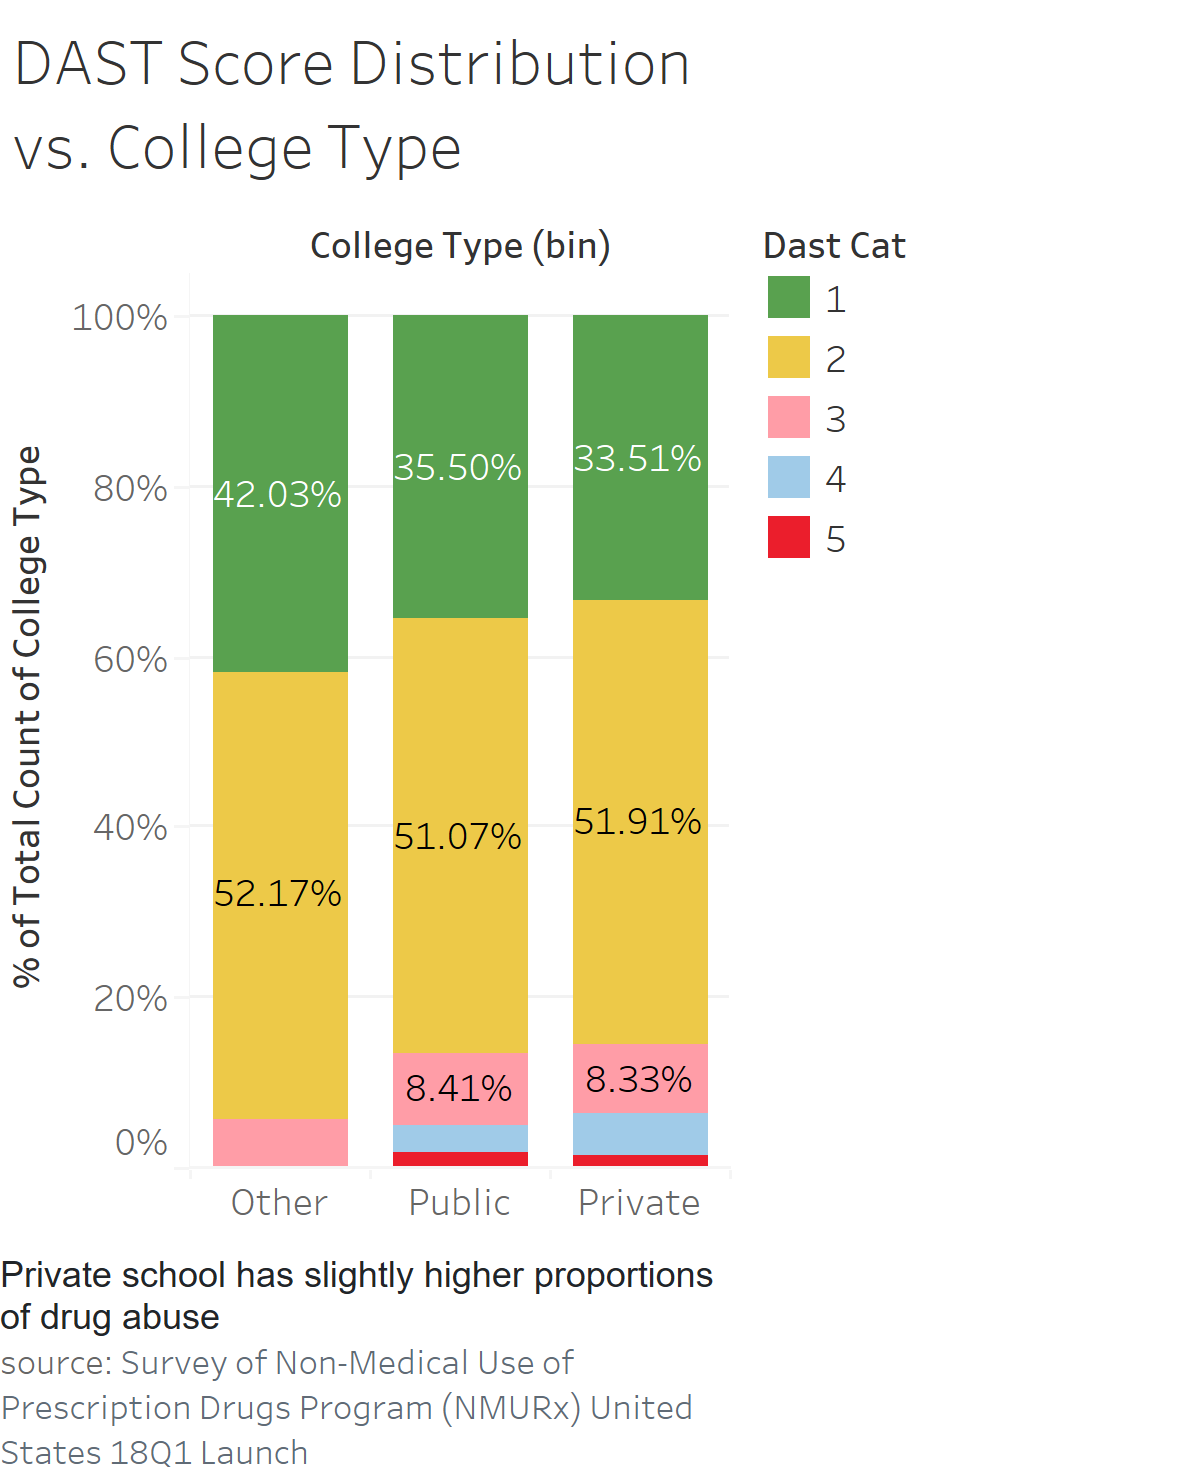 DAST Score Distribution
vs. College Type
College Type (bin)
Dast Cat
1
2
3
4
5
% of Total Count of College Type
100%
80%
60%
40%
20%
0%
42.03%
35.50%
33.51%
52.17%
51.07%
51.91%
8.41%
8.33%
Other
Public
Private
Private school has slightly higher proportions
of drug abuse
source: Survey of Non-Medical Use of
Prescription Drugs Program (NMURx) United
States 18Q1 Launch